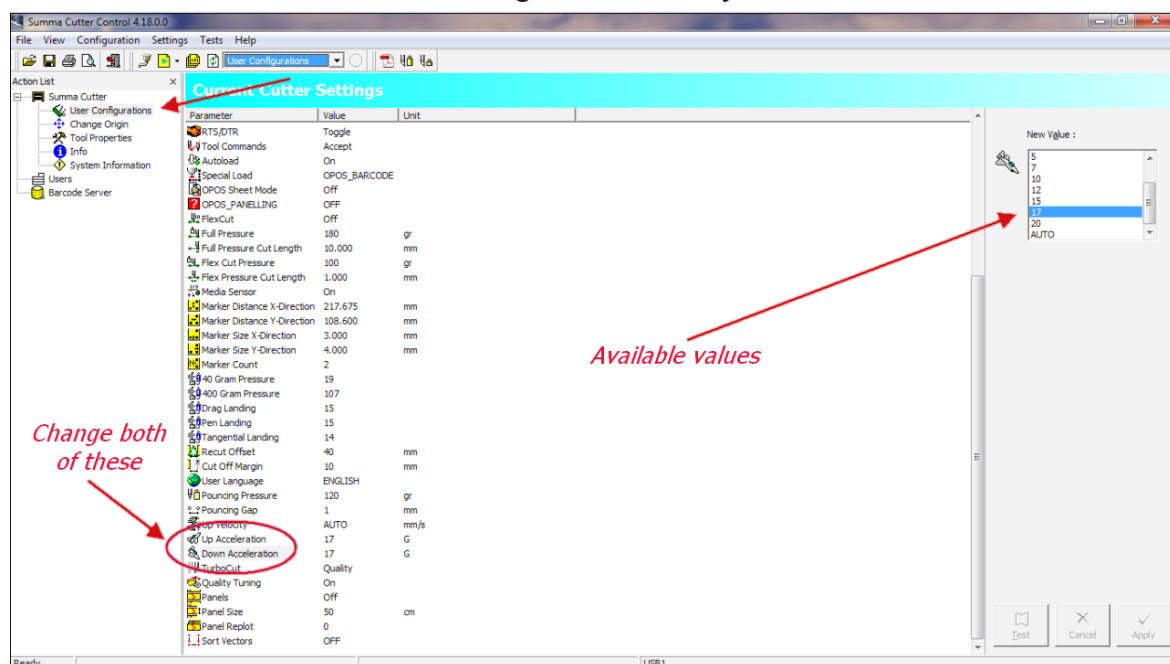 Summa Cutter Control 4.18.0.0
File View Configuration Settings Tests Help
User Configurations
Action List
Summa Cutter
User Configurations
Change Origin
Tool Properties
Info
System Information
Users
Barcode Server
Current Cutter Settings
Parameter Value Unit
RTS/DTR Toggle
Tool Commands Accept
Autoload On
Special Load OPOS_BARCODE
OPOS Sheet Mode Off
OPOS_PANELLING OFF
FlexCut Off
Full Pressure 180 gr
Full Pressure Cut Length 10.000 mm
Flex Cut Pressure 100 gr
Flex Pressure Cut Length 1.000 mm
Media Sensor On
Marker Distance X-Direction 217.675 mm
Marker Distance Y-Direction 108.600 mm
Marker Size X-Direction 3.000 mm
Marker Size Y-Direction 4.000 mm
Marker Count 2
40 Gram Pressure 19
400 Gram Pressure 107
Drag Landing 15
Pen Landing 15
Tangential Landing 14
Recut Offset 40 mm
Cut Off Margin 10 mm
User Language ENGLISH
Pouncing Pressure 120 gr
Pouncing Gap 1 mm
Up Velocity AUTO mm/s
Up Acceleration 17 G
Down Acceleration 17 G
TurboCut Quality
Quality Tuning On
Panels Off
Panel Size 50 cm
Panel Replot 0
Sort Vectors OFF
Change both
of these
Available values
New Value :
5
7
10
12
15
17
20
AUTO
Test Cancel Apply
Ready USB1